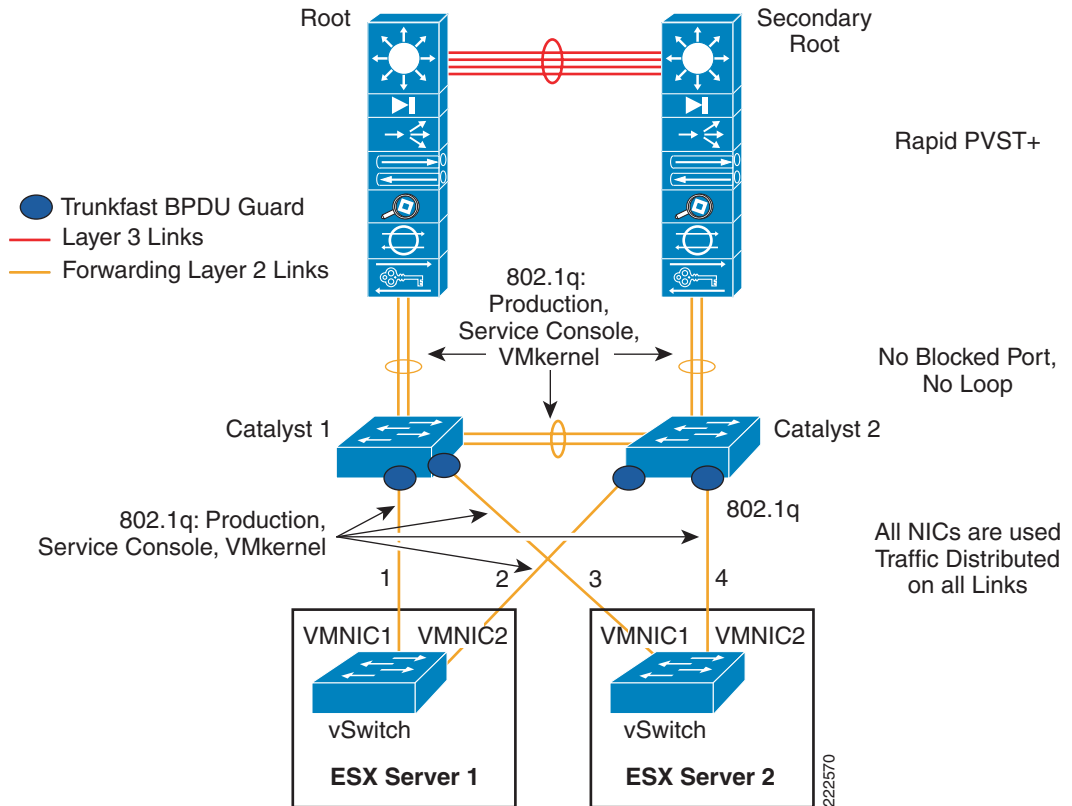 Root
Secondary
Root
Rapid PVST+
Trunkfast BPDU Guard
Layer 3 Links
Forwarding Layer 2 Links
802.1q:
Production,
Service Console,
VMkernel
No Blocked Port,
No Loop
Catalyst 1
Catalyst 2
802.1q: Production,
Service Console, VMkernel
802.1q
All NICs are used
Traffic Distributed
on all Links
1
2
3
4
VMNIC1
VMNIC2
VMNIC1
VMNIC2
vSwitch
vSwitch
ESX Server 1
ESX Server 2
222570